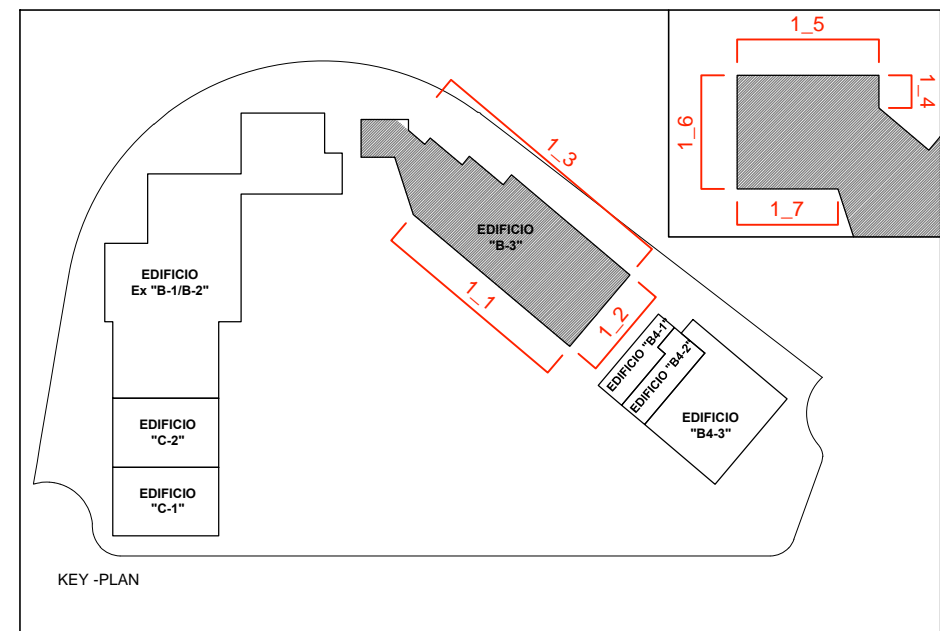 1_5
1_4
1_6
1_7
1_3
EDIFICIO
"B-3"
1_1
1_2
EDIFICIO
Ex "B-1/B-2"
EDIFICIO "B4-1"
EDIFICIO "B4-2"
EDIFICIO
"B4-3"
EDIFICIO
"C-2"
EDIFICIO
"C-1"
KEY -PLAN